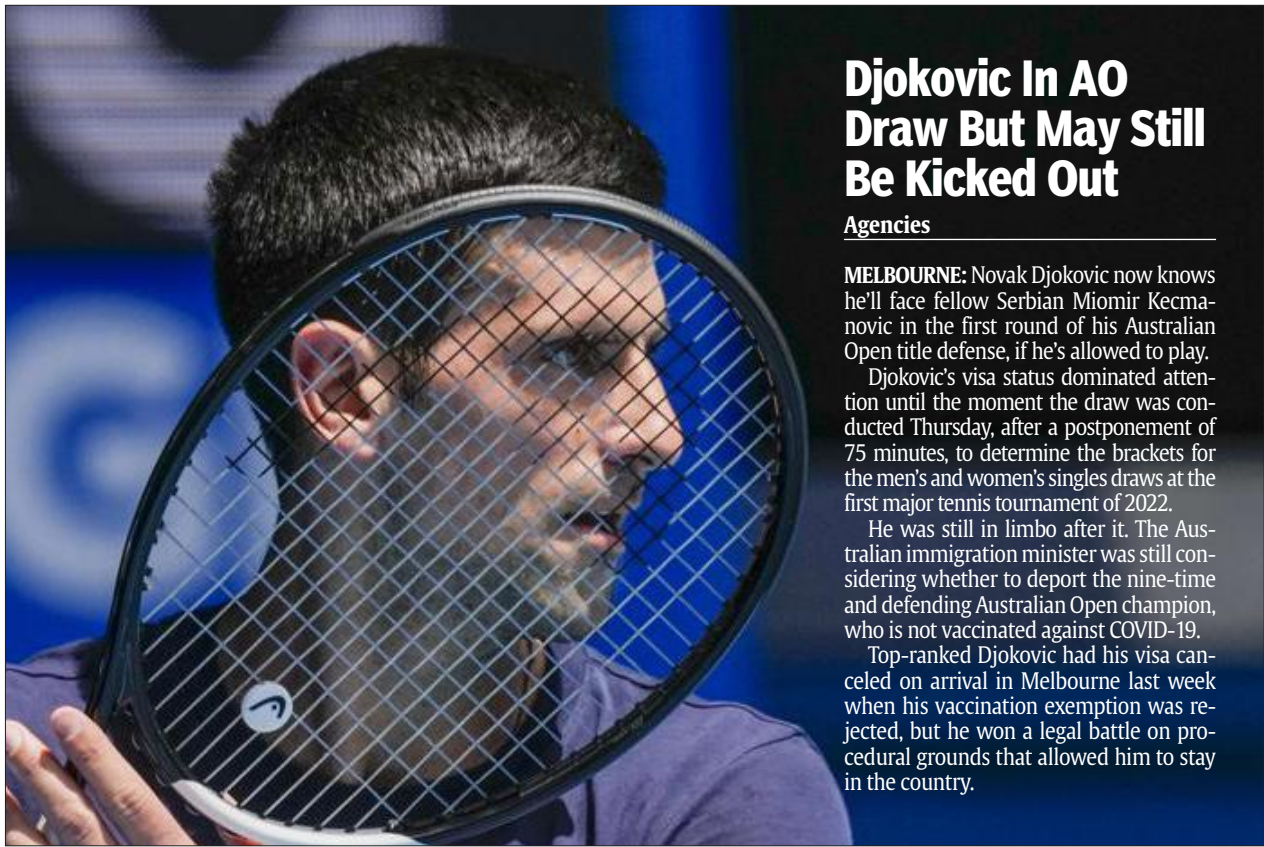 Djokovic In AO
Draw But May Still
Be Kicked Out
Agencies
MELBOURNE: Novak Djokovic now knows
he'll face fellow Serbian Miomir Kecma-
novic in the first round of his Australian
Open title defense, if he's allowed to play.
Djokovic's visa status dominated atten-
tion until the moment the draw was con-
ducted Thursday, after a postponement of
75 minutes, to determine the brackets for
the men's and women's singles draws at the
first major tennis tournament of 2022.
He was still in limbo after it. The Aus-
tralian immigration minister was still con-
sidering whether to deport the nine-time
and defending Australian Open champion,
who is not vaccinated against COVID-19.
Top-ranked Djokovic had his visa can-
celed on arrival in Melbourne last week
when his vaccination exemption was re-
jected, but he won a legal battle on pro-
cedural grounds that allowed him to stay
in the country.